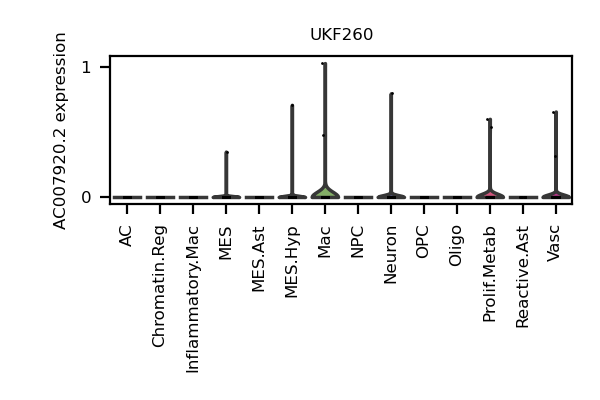 UKF260
AC007920.2 expression
1
0
AC
Chromatin.Reg
Inflammatory.Mac
MES
MES.Ast
MES.Hyp
Mac
NPC
Neuron
OPC
Oligo
Prolif.Metab
Reactive.Ast
Vasc